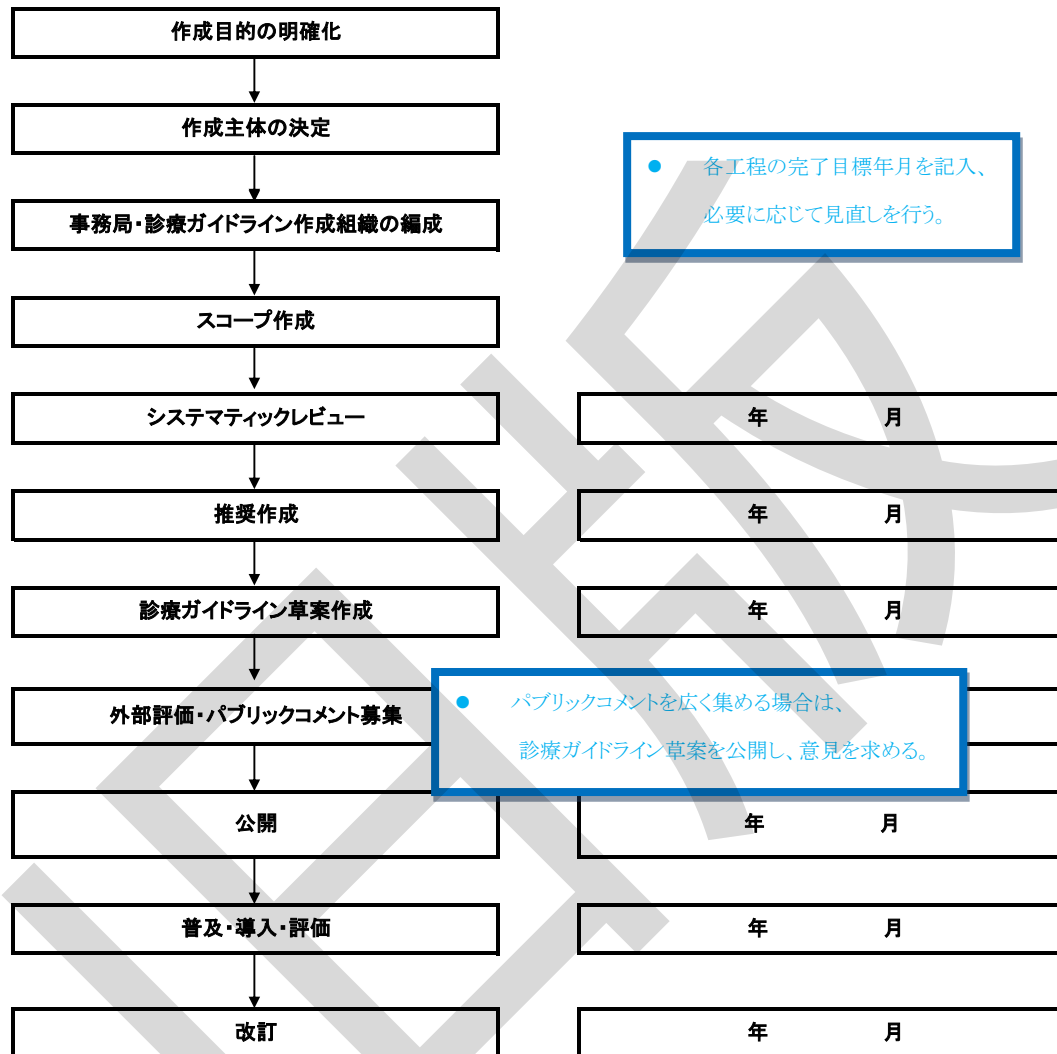 作成目的の明確化
作成主体の決定
● 各工程の完了目標年月を記入、
必要に応じて見直しを行う。
事務局・診療ガイドライン作成組織の編成
スコープ作成
システマティックレビュー
年 月
推奨作成
年 月
診療ガイドライン草案作成
年 月
外部評価・パブリックコメント募集
● パブリックコメントを広く集める場合は、
診療ガイドライン草案を公開し、意見を求める。
公開
年 月
普及・導入・評価
年 月
改訂
年 月
旧版